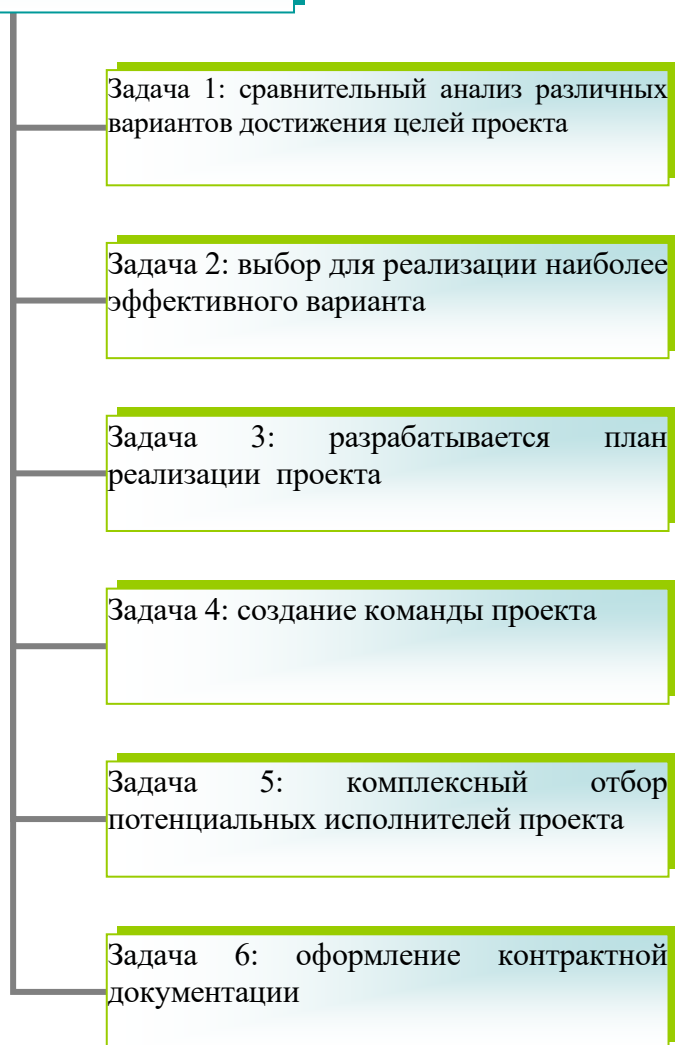 Задача 1: сравнительный анализ различных
вариантов достижения целей проекта
Задача 2: выбор для реализации наиболее
эффективного варианта
Задача 3: разрабатывается план
реализации проекта
Задача 4: создание команды проекта
Задача 5: комплексный отбор
потенциальных исполнителей проекта
Задача 6: оформление контрактной
документации